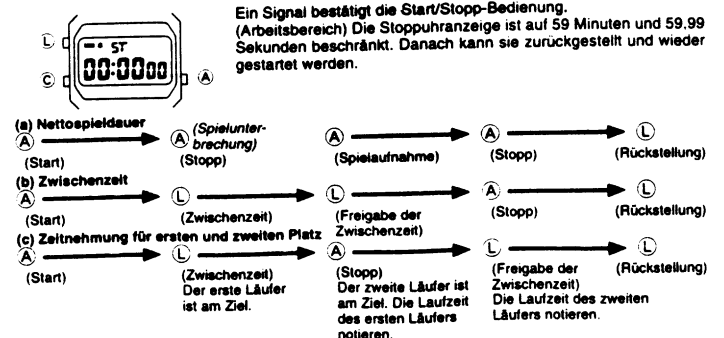 Ein Signal bestätigt die Start/Stopp-Bedienung.
(Arbeitsbereich) Die Stoppuhranzeige ist auf 59 Minuten und 59,99
Sekunden beschränkt. Danach kann sie zurückgestellt und wieder
gestartet werden.
L
ST
00:00 00
C
A
(a) Nettospieldauer
A A (Spielunter- A A L
brechung)
(Start) (Stopp) (Spielaufnahme) (Stopp) (Rückstellung)
(b) Zwischenzeit
A L L A L
(Start) (Zwischenzeit) (Freigabe der (Stopp) (Rückstellung)
Zwischenzeit)
(c) Zeitnehmung für ersten und zweiten Platz
A L A L L
(Start) (Zwischenzeit) (Stopp) (Freigabe der (Rückstellung)
Der erste Läufer Der zweite Läufer ist Zwischenzeit)
ist am Ziel. am Ziel. Die Laufzeit Die Laufzeit des zweiten
des ersten Läufers Läufers notieren.
notieren.